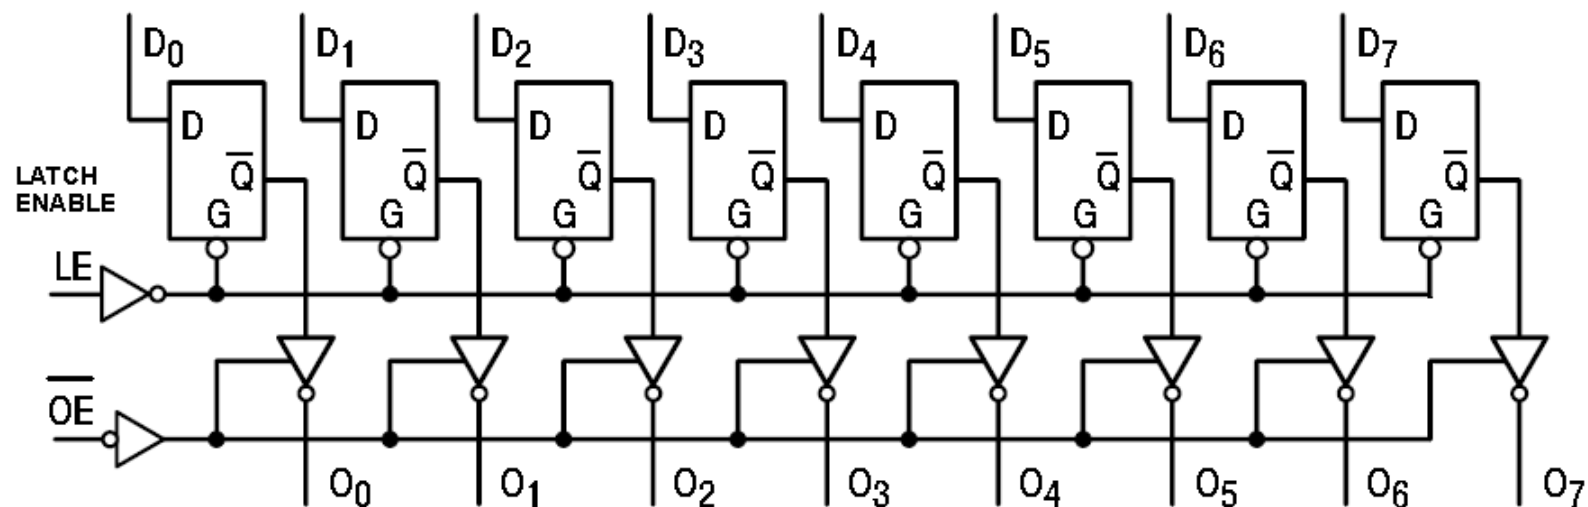 D₀ D₁ D₂ D₃ D₄ D₅ D₆ D₇
D D D D D D D D
Q̅ Q̅ Q̅ Q̅ Q̅ Q̅ Q̅ Q̅
LATCH
ENABLE
G G G G G G G G
LE
O̅E̅
O₀ O₁ O₂ O₃ O₄ O₅ O₆ O₇